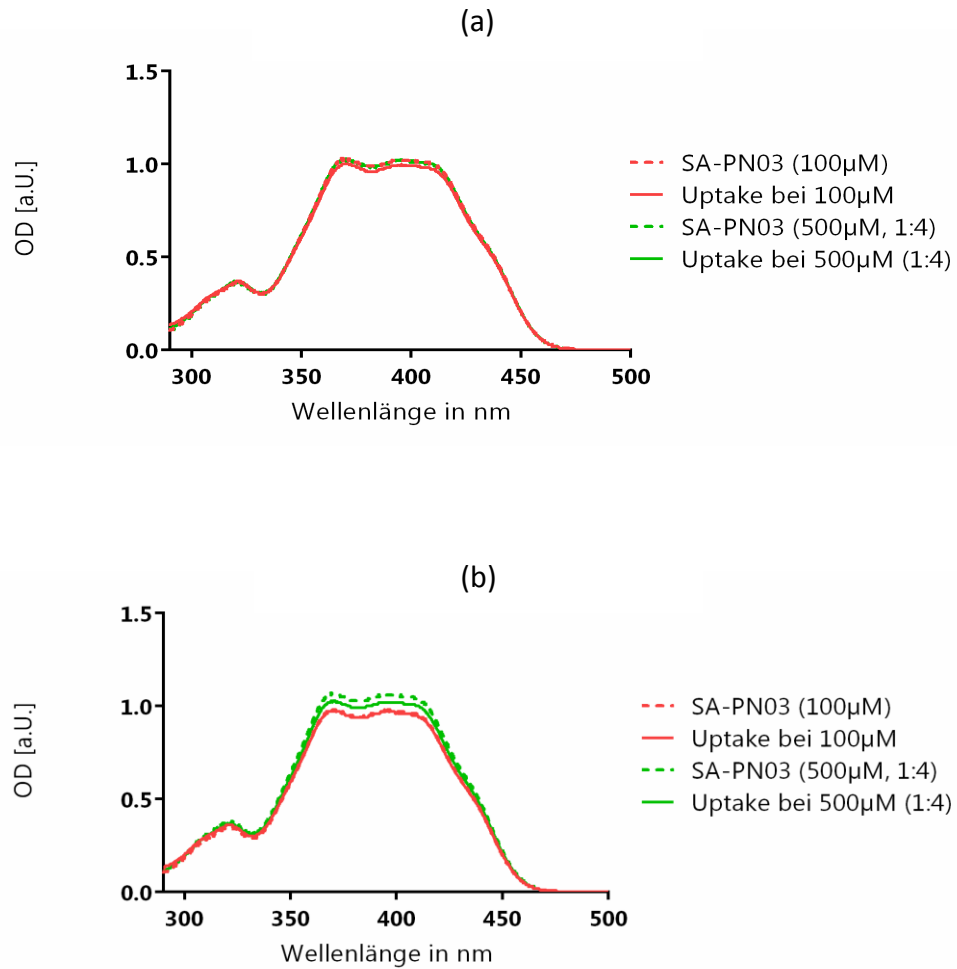 (a)
1.5
1.0
0.5
0.0
OD [a.U.]
300 350 400 450 500
Wellenlänge in nm
SA-PN03 (100µM)
Uptake bei 100µM
SA-PN03 (500µM, 1:4)
Uptake bei 500µM (1:4)
(b)
1.5
1.0
0.5
0.0
OD [a.U.]
300 350 400 450 500
Wellenlänge in nm
SA-PN03 (100µM)
Uptake bei 100µM
SA-PN03 (500µM, 1:4)
Uptake bei 500µM (1:4)